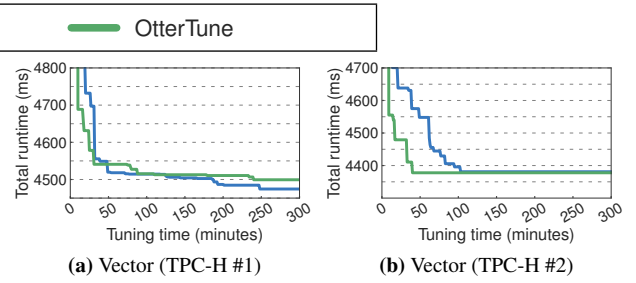 OtterTune
4800
4700
4600
4500
Total runtime (ms)
0 50 100 150 200 250 300
Tuning time (minutes)
(a) Vector (TPC-H #1)
4700
4600
4500
4400
Total runtime (ms)
0 50 100 150 200 250 300
Tuning time (minutes)
(b) Vector (TPC-H #2)